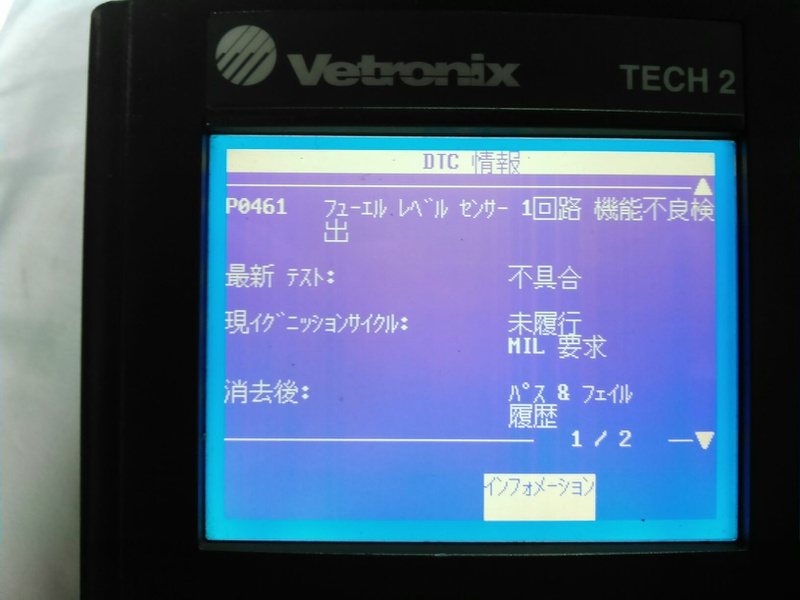 Vetronix TECH 2
DTC 情報
P0461 フューエル レベル センサー 1回路 機能不良検
出
最新 テスト: 不具合
現イグニッションサイクル: 未履行
MIL 要求
消去後: パス & フェイル
履歴
1 / 2
インフォメーション